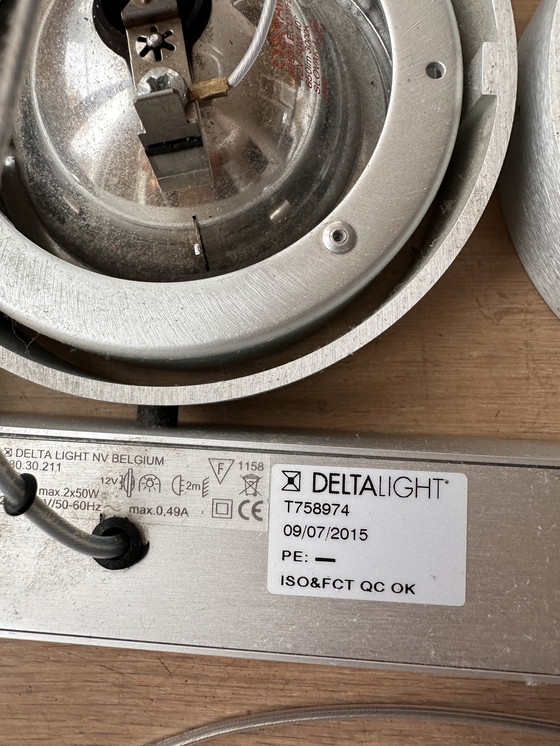 DELTA LIGHT NV BELGIUM
30.30.211
12V
2m
F
1158
max.2x50W
V/50-60Hz
max.0,49A
CE
DELTALIGHT
T758974
09/07/2015
PE: —
ISO&FCT QC OK